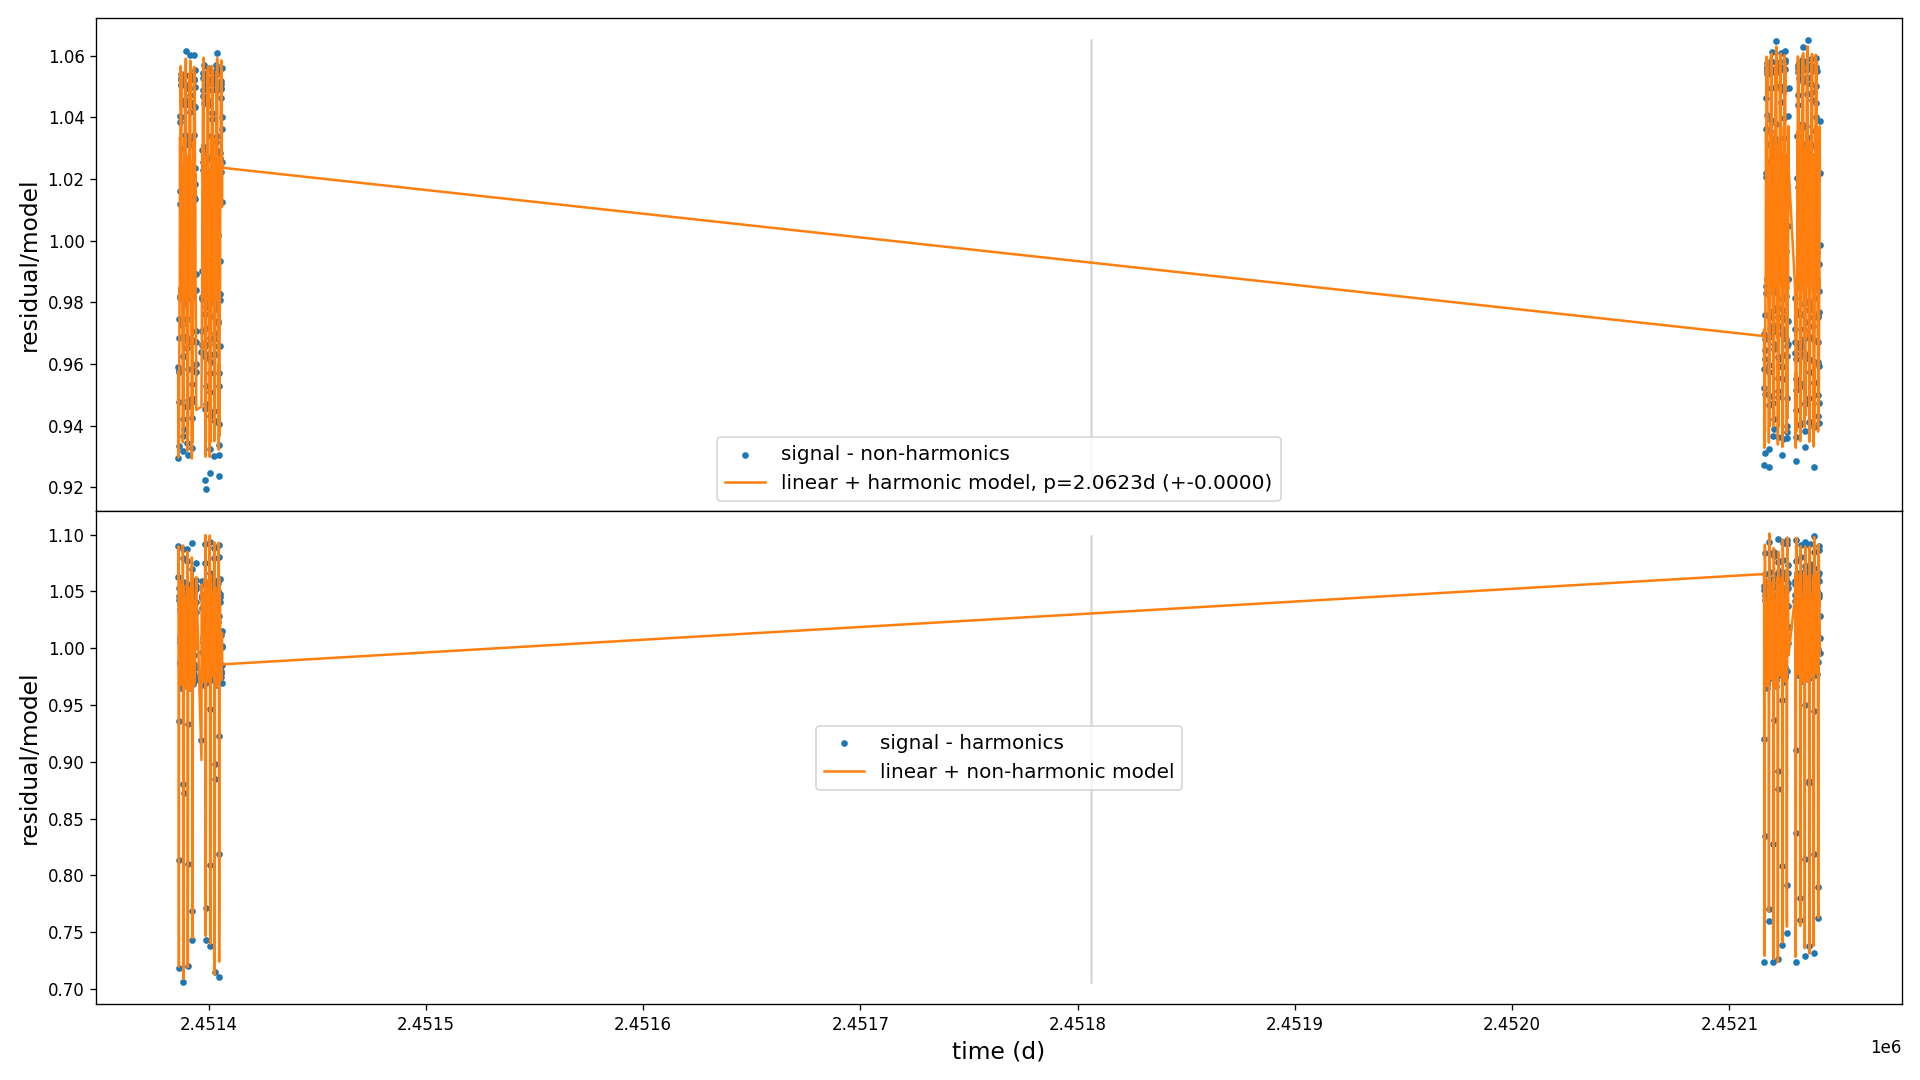 1.06
1.04
1.02
1.00
0.98
0.96
0.94
0.92
residual/model
signal - non-harmonics
linear + harmonic model, p=2.0623d (+-0.0000)
1.10
1.05
1.00
0.95
0.90
0.85
0.80
0.75
0.70
residual/model
signal - harmonics
linear + non-harmonic model
2.4514 2.4515 2.4516 2.4517 2.4518 2.4519 2.4520 2.4521
1e6
time (d)